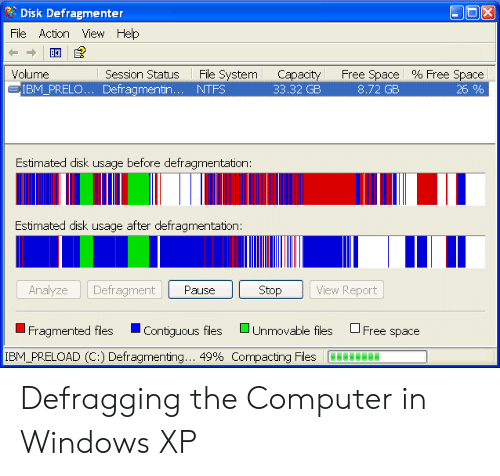 Disk Defragmenter
File Action View Help
Volume Session Status File System Capacity Free Space % Free Space
IBM_PRELO... Defragmentin... NTFS 33.32 GB 8.72 GB 26 %
Estimated disk usage before defragmentation:
Estimated disk usage after defragmentation:
Analyze Defragment Pause Stop View Report
Fragmented files Contiguous files Unmovable files Free space
IBM_PRELOAD (C:) Defragmenting... 49% Compacting Files
Defragging the Computer in
Windows XP